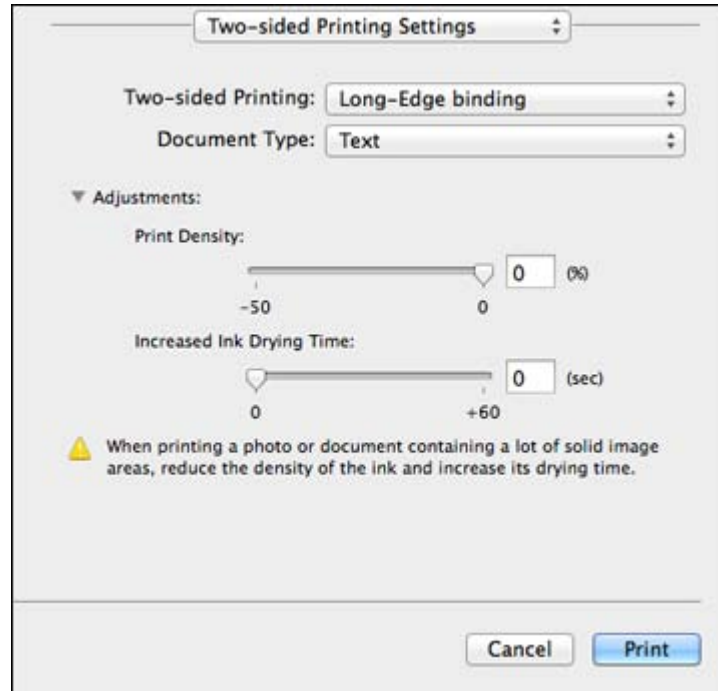 Two-sided Printing Settings
Two-sided Printing: Long-Edge binding
Document Type: Text
Adjustments:
Print Density:
0 (%)
-50 0
Increased Ink Drying Time:
0 (sec)
0 +60
When printing a photo or document containing a lot of solid image
areas, reduce the density of the ink and increase its drying time.
Cancel Print